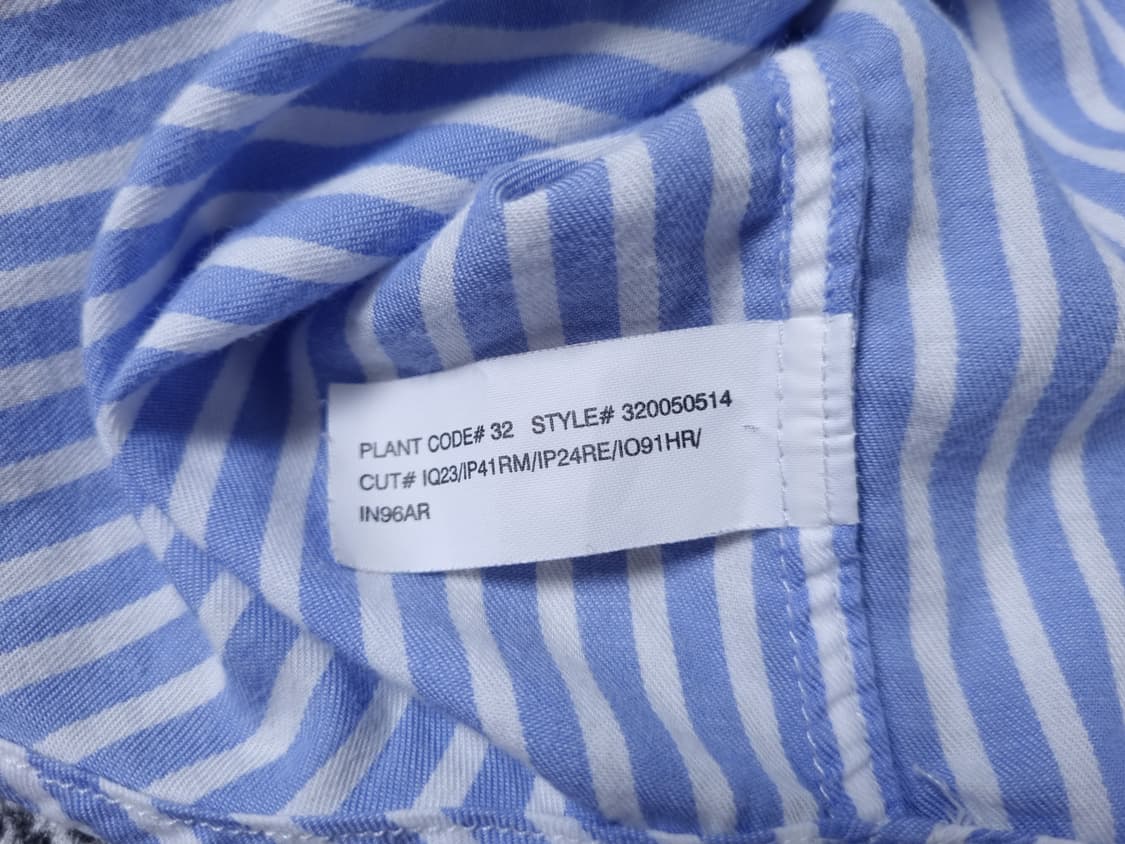 PLANT CODE# 32 STYLE# 320050514
CUT# IQ23/IP41RM/IP24RE/IO91HR/
IN96AR